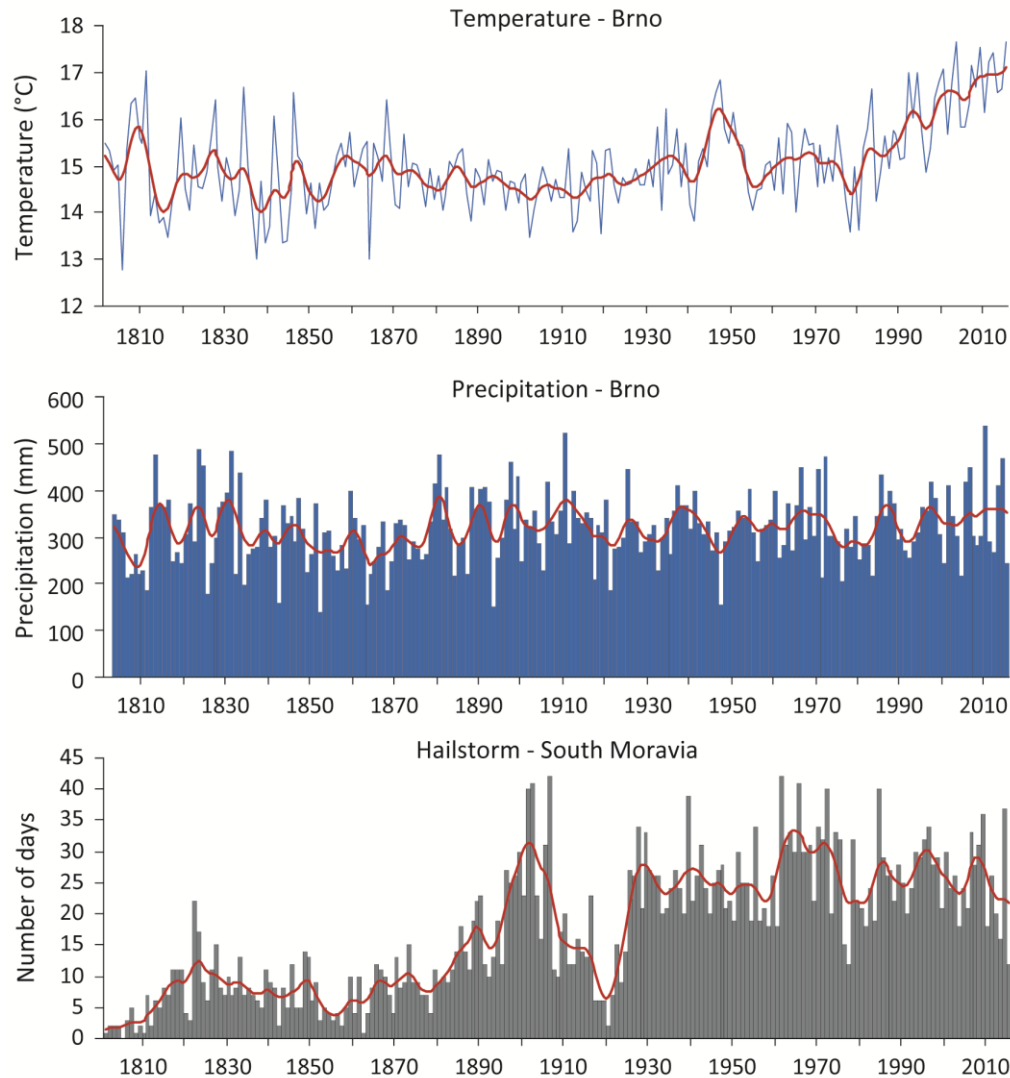 Temperature - Brno
Temperature (°C)
18
17
16
15
14
13
12
1810 1830 1850 1870 1890 1910 1930 1950 1970 1990 2010
Precipitation - Brno
Precipitation (mm)
600
500
400
300
200
100
0
1810 1830 1850 1870 1890 1910 1930 1950 1970 1990 2010
Hailstorm - South Moravia
Number of days
45
40
35
30
25
20
15
10
5
0
1810 1830 1850 1870 1890 1910 1930 1950 1970 1990 2010